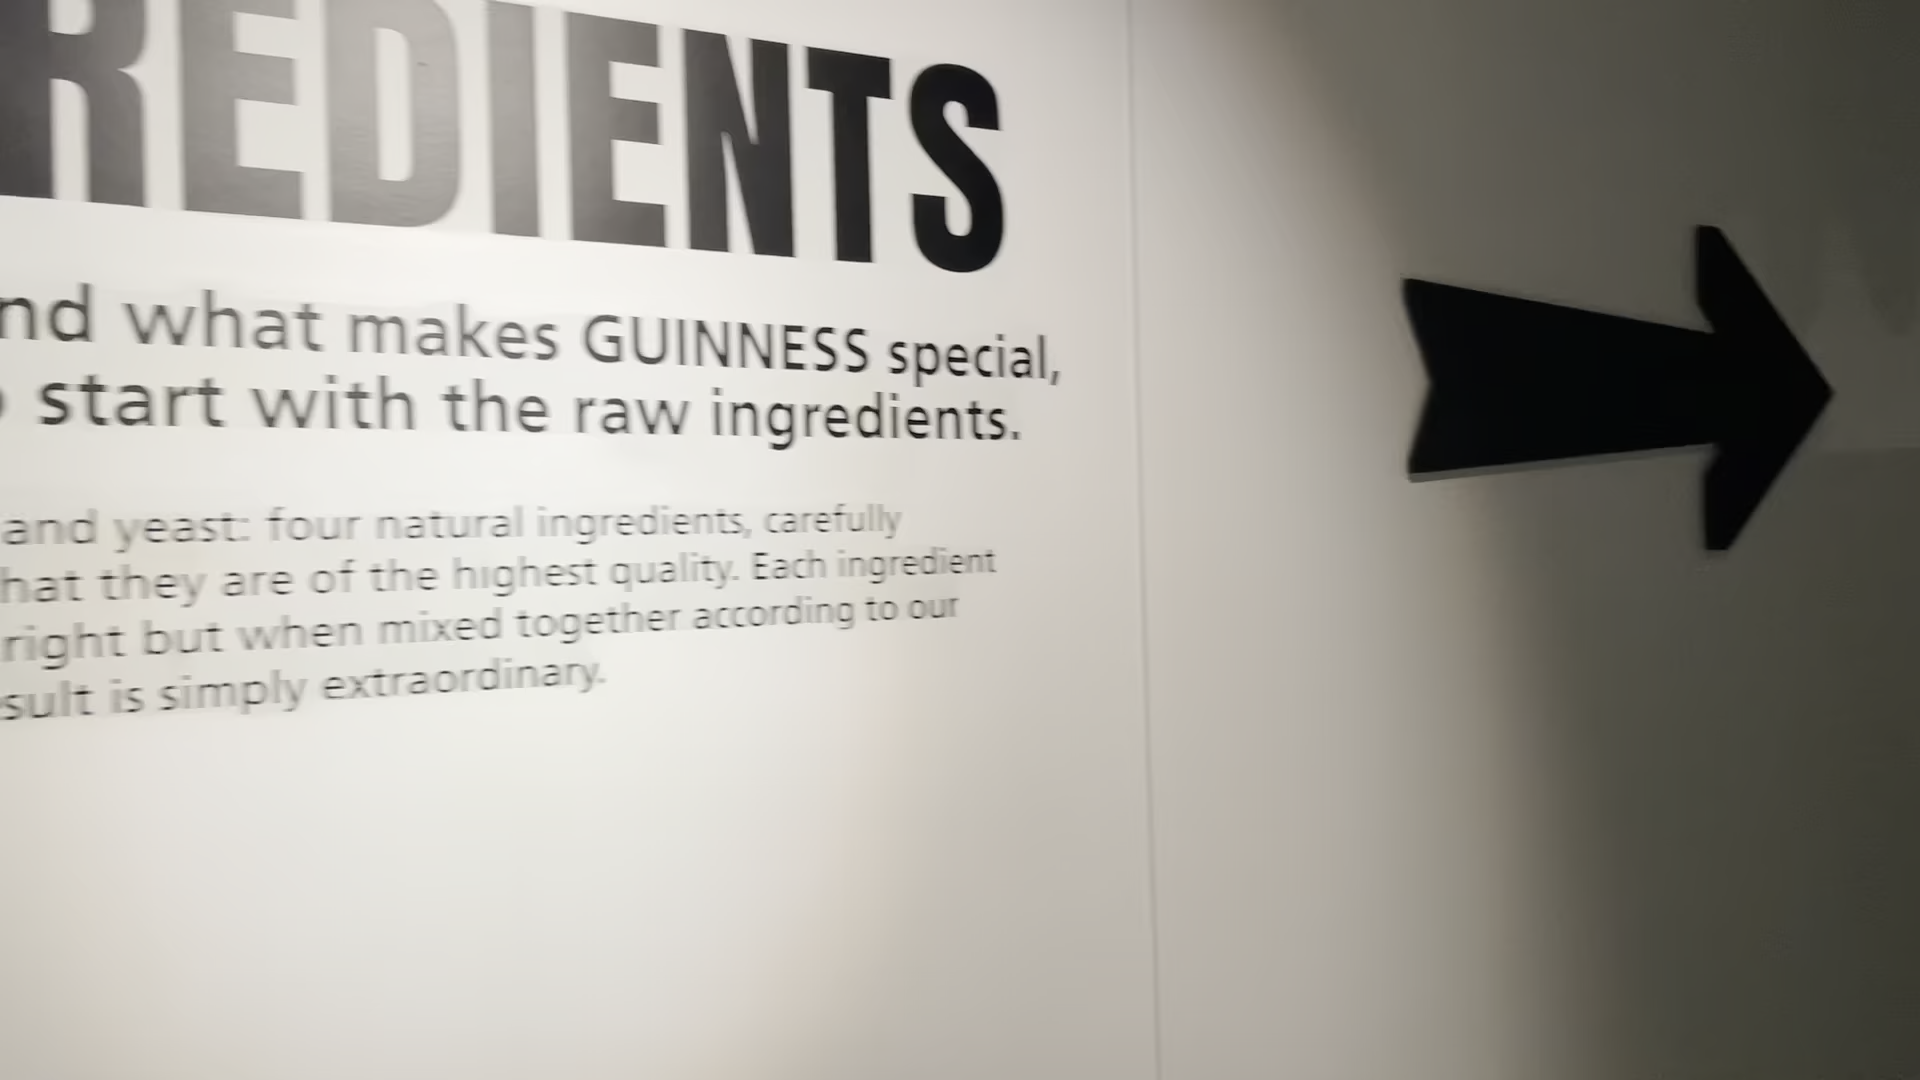 REDIENTS
nd what makes GUINNESS special,
start with the raw ingredients.
and yeast: four natural ingredients, carefully
hat they are of the highest quality. Each ingredient
right but when mixed together according to our
sult is simply extraordinary.